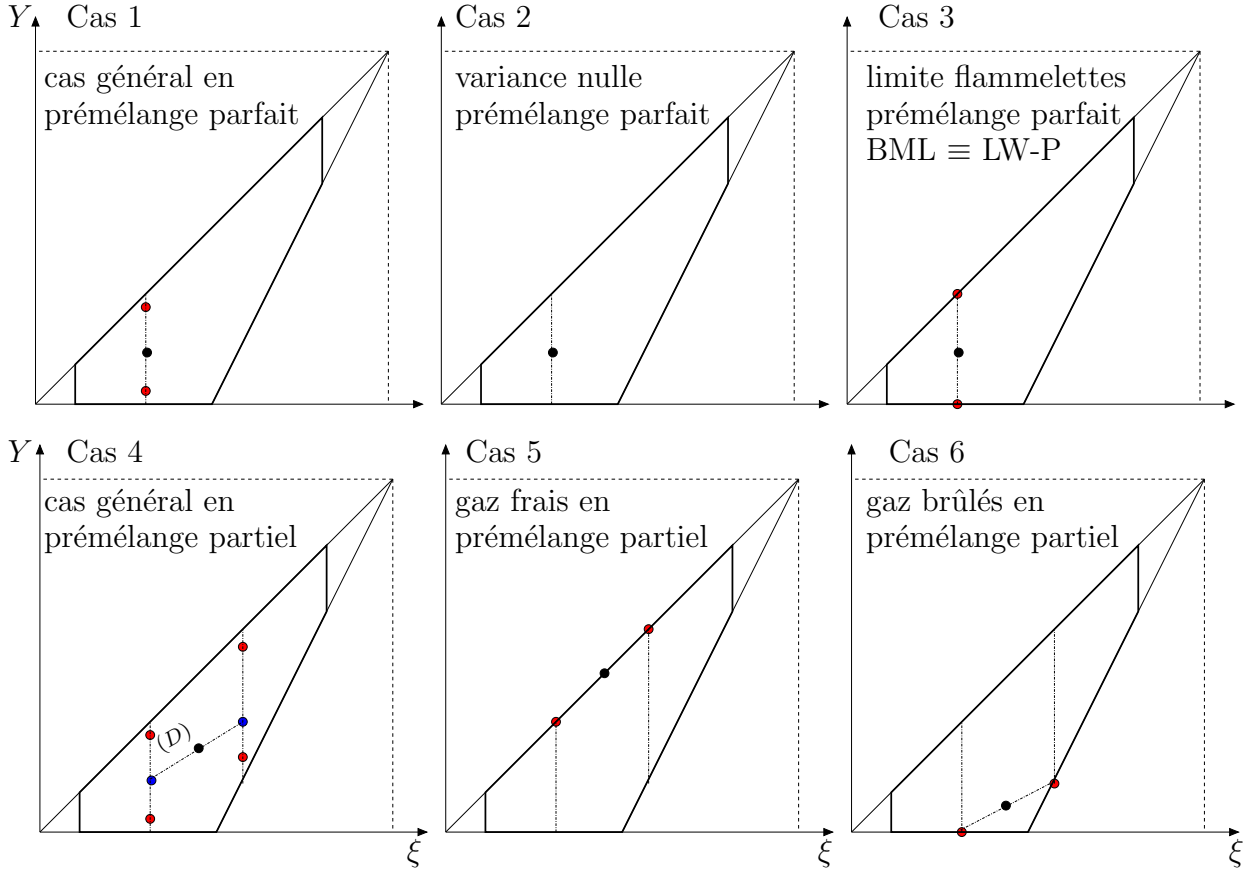 Y
Cas 1
cas général en
prémélange parfait
Cas 2
variance nulle
prémélange parfait
Cas 3
limite flammelettes
prémélange parfait
BML ≡ LW-P
Y
Cas 4
cas général en
prémélange partiel
(D)
ξ
Cas 5
gaz frais en
prémélange partiel
ξ
Cas 6
gaz brûlés en
prémélange partiel
ξ